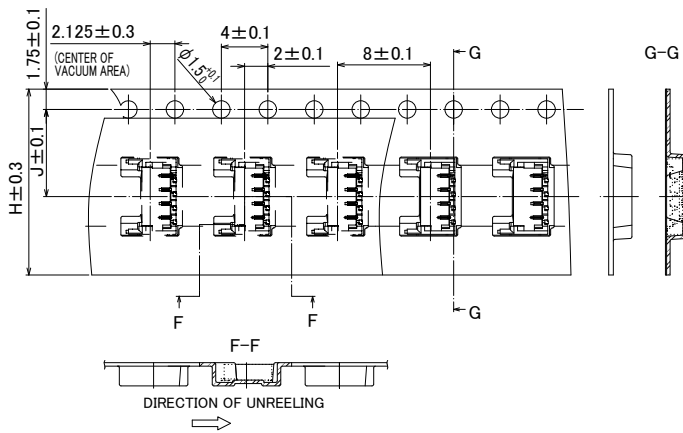 2.125±0.3
(CENTER OF
VACUUM AREA)
1.75±0.1
4±0.1
φ1.5 +0.1 0
2±0.1
8±0.1
G
G-G
J±0.1
H±0.3
G
F
F
F-F
DIRECTION OF UNREELING